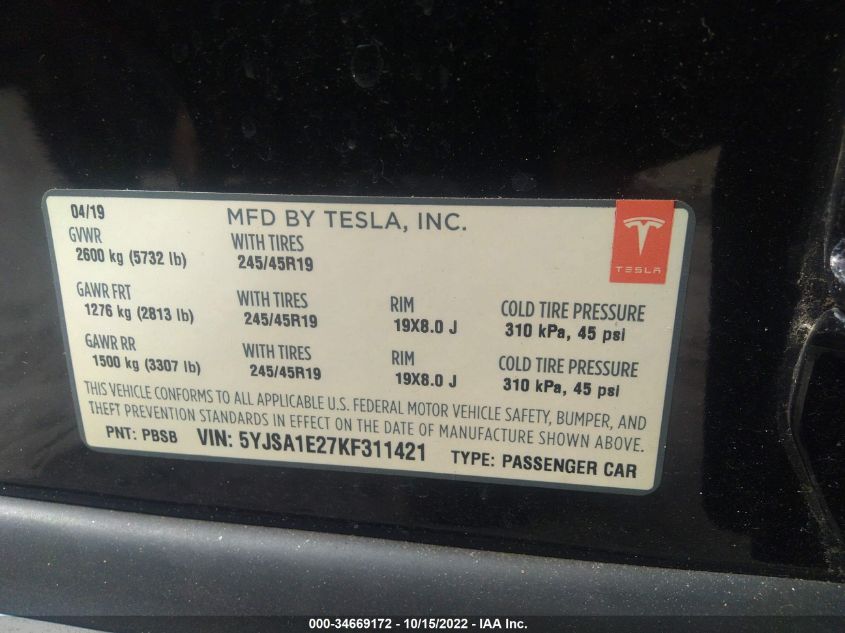 04/19
MFD BY TESLA, INC.
GVWR
2600 kg (5732 lb)
WITH TIRES
245/45R19
TESLA
GAWR FRT
1276 kg (2813 lb)
WITH TIRES
245/45R19
RIM
19X8.0 J
COLD TIRE PRESSURE
310 kPa, 45 psi
GAWR RR
1500 kg (3307 lb)
WITH TIRES
245/45R19
RIM
19X8.0 J
COLD TIRE PRESSURE
310 kPa, 45 psi
THIS VEHICLE CONFORMS TO ALL APPLICABLE U.S. FEDERAL MOTOR VEHICLE SAFETY, BUMPER, AND
THEFT PREVENTION STANDARDS IN EFFECT ON THE DATE OF MANUFACTURE SHOWN ABOVE.
PNT: PBSB VIN: 5YJSA1E27KF311421 TYPE: PASSENGER CAR
000-34669172 - 10/15/2022 - IAA Inc.